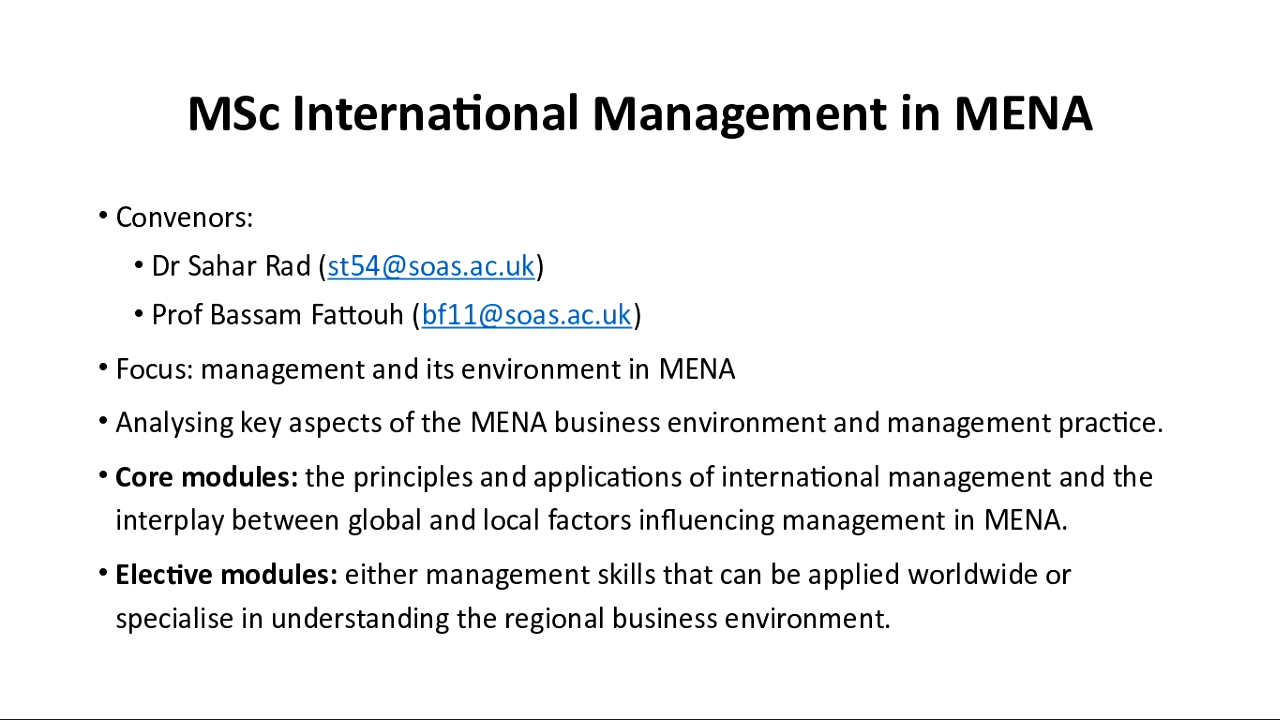 MSc International Management in MENA
• Convenors:
• Dr Sahar Rad (st54@soas.ac.uk)
• Prof Bassam Fattouh (bf11@soas.ac.uk)
• Focus: management and its environment in MENA
• Analysing key aspects of the MENA business environment and management practice.
• Core modules: the principles and applications of international management and the
interplay between global and local factors influencing management in MENA.
• Elective modules: either management skills that can be applied worldwide or
specialise in understanding the regional business environment.